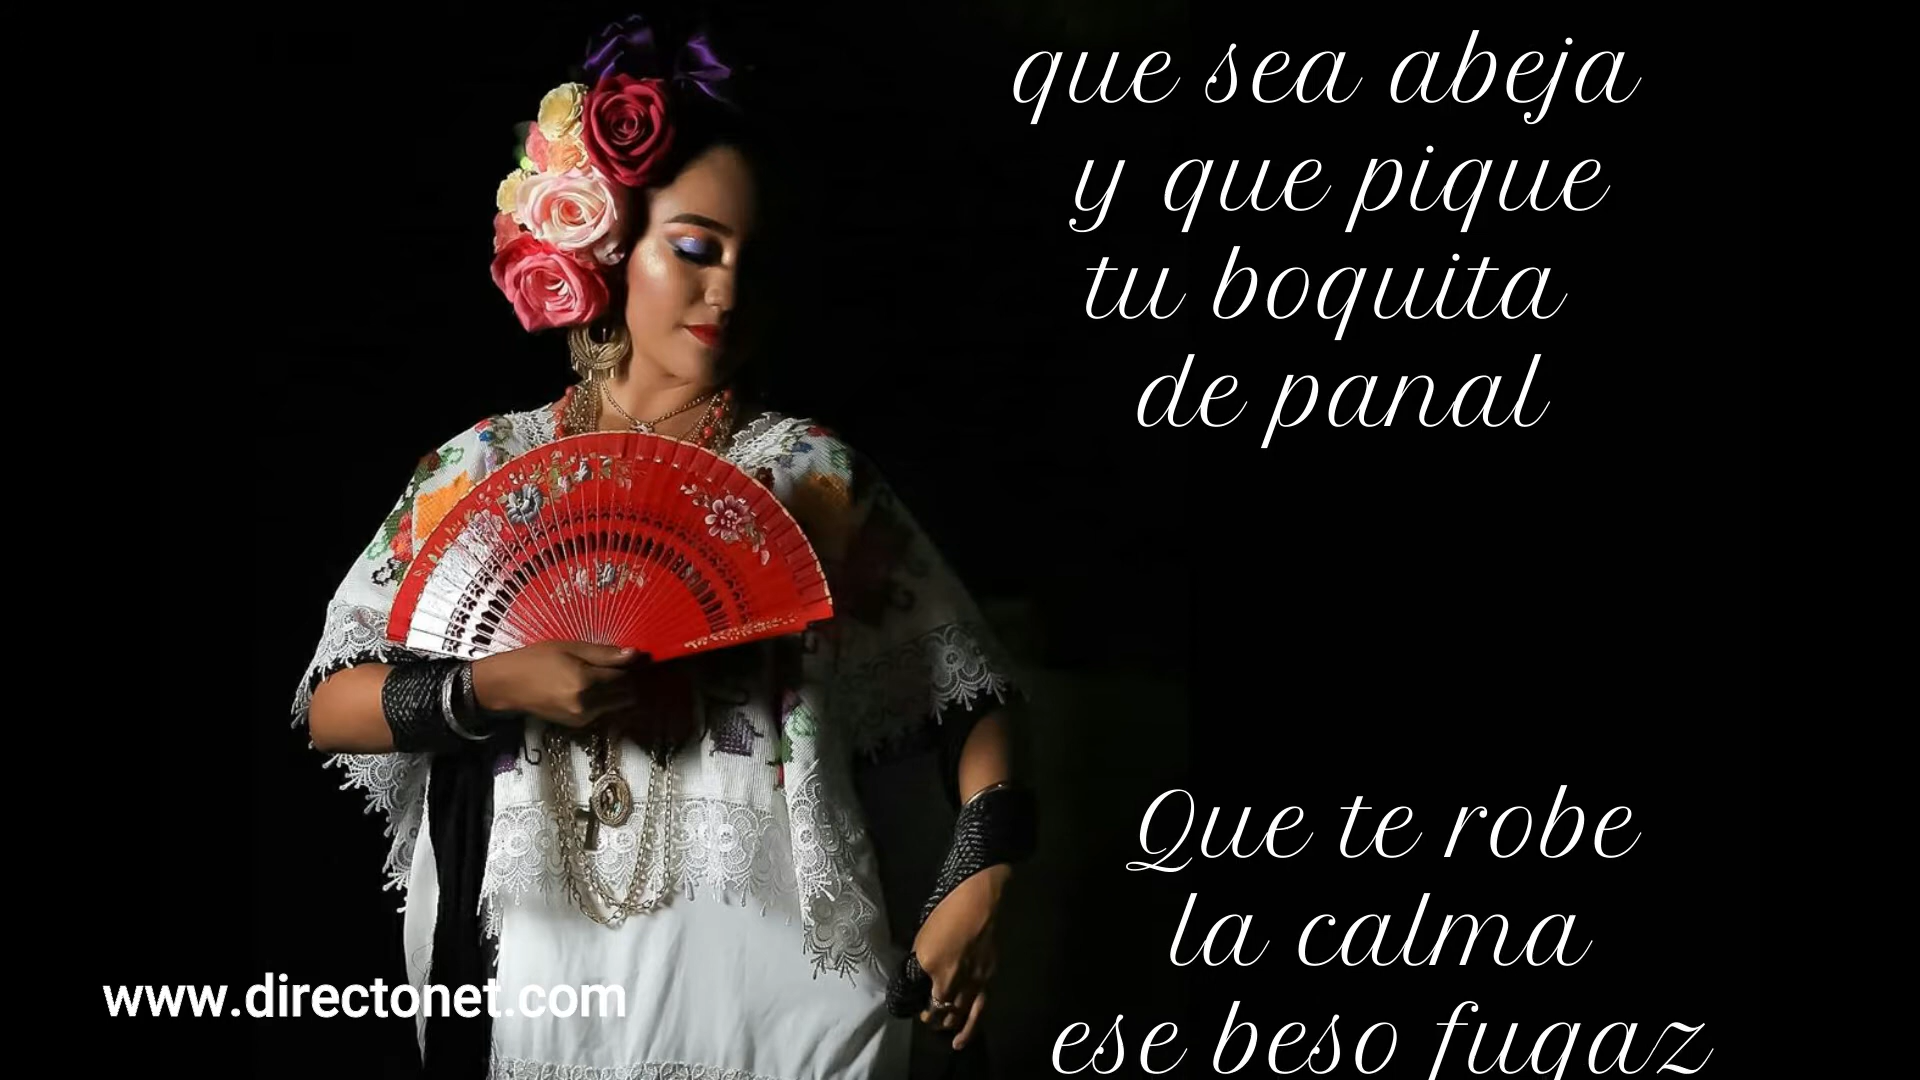 que sea abeja
y que pique
tu boquita
de panal
Que te robe
la calma
ese beso fugaz
www.directonet.com